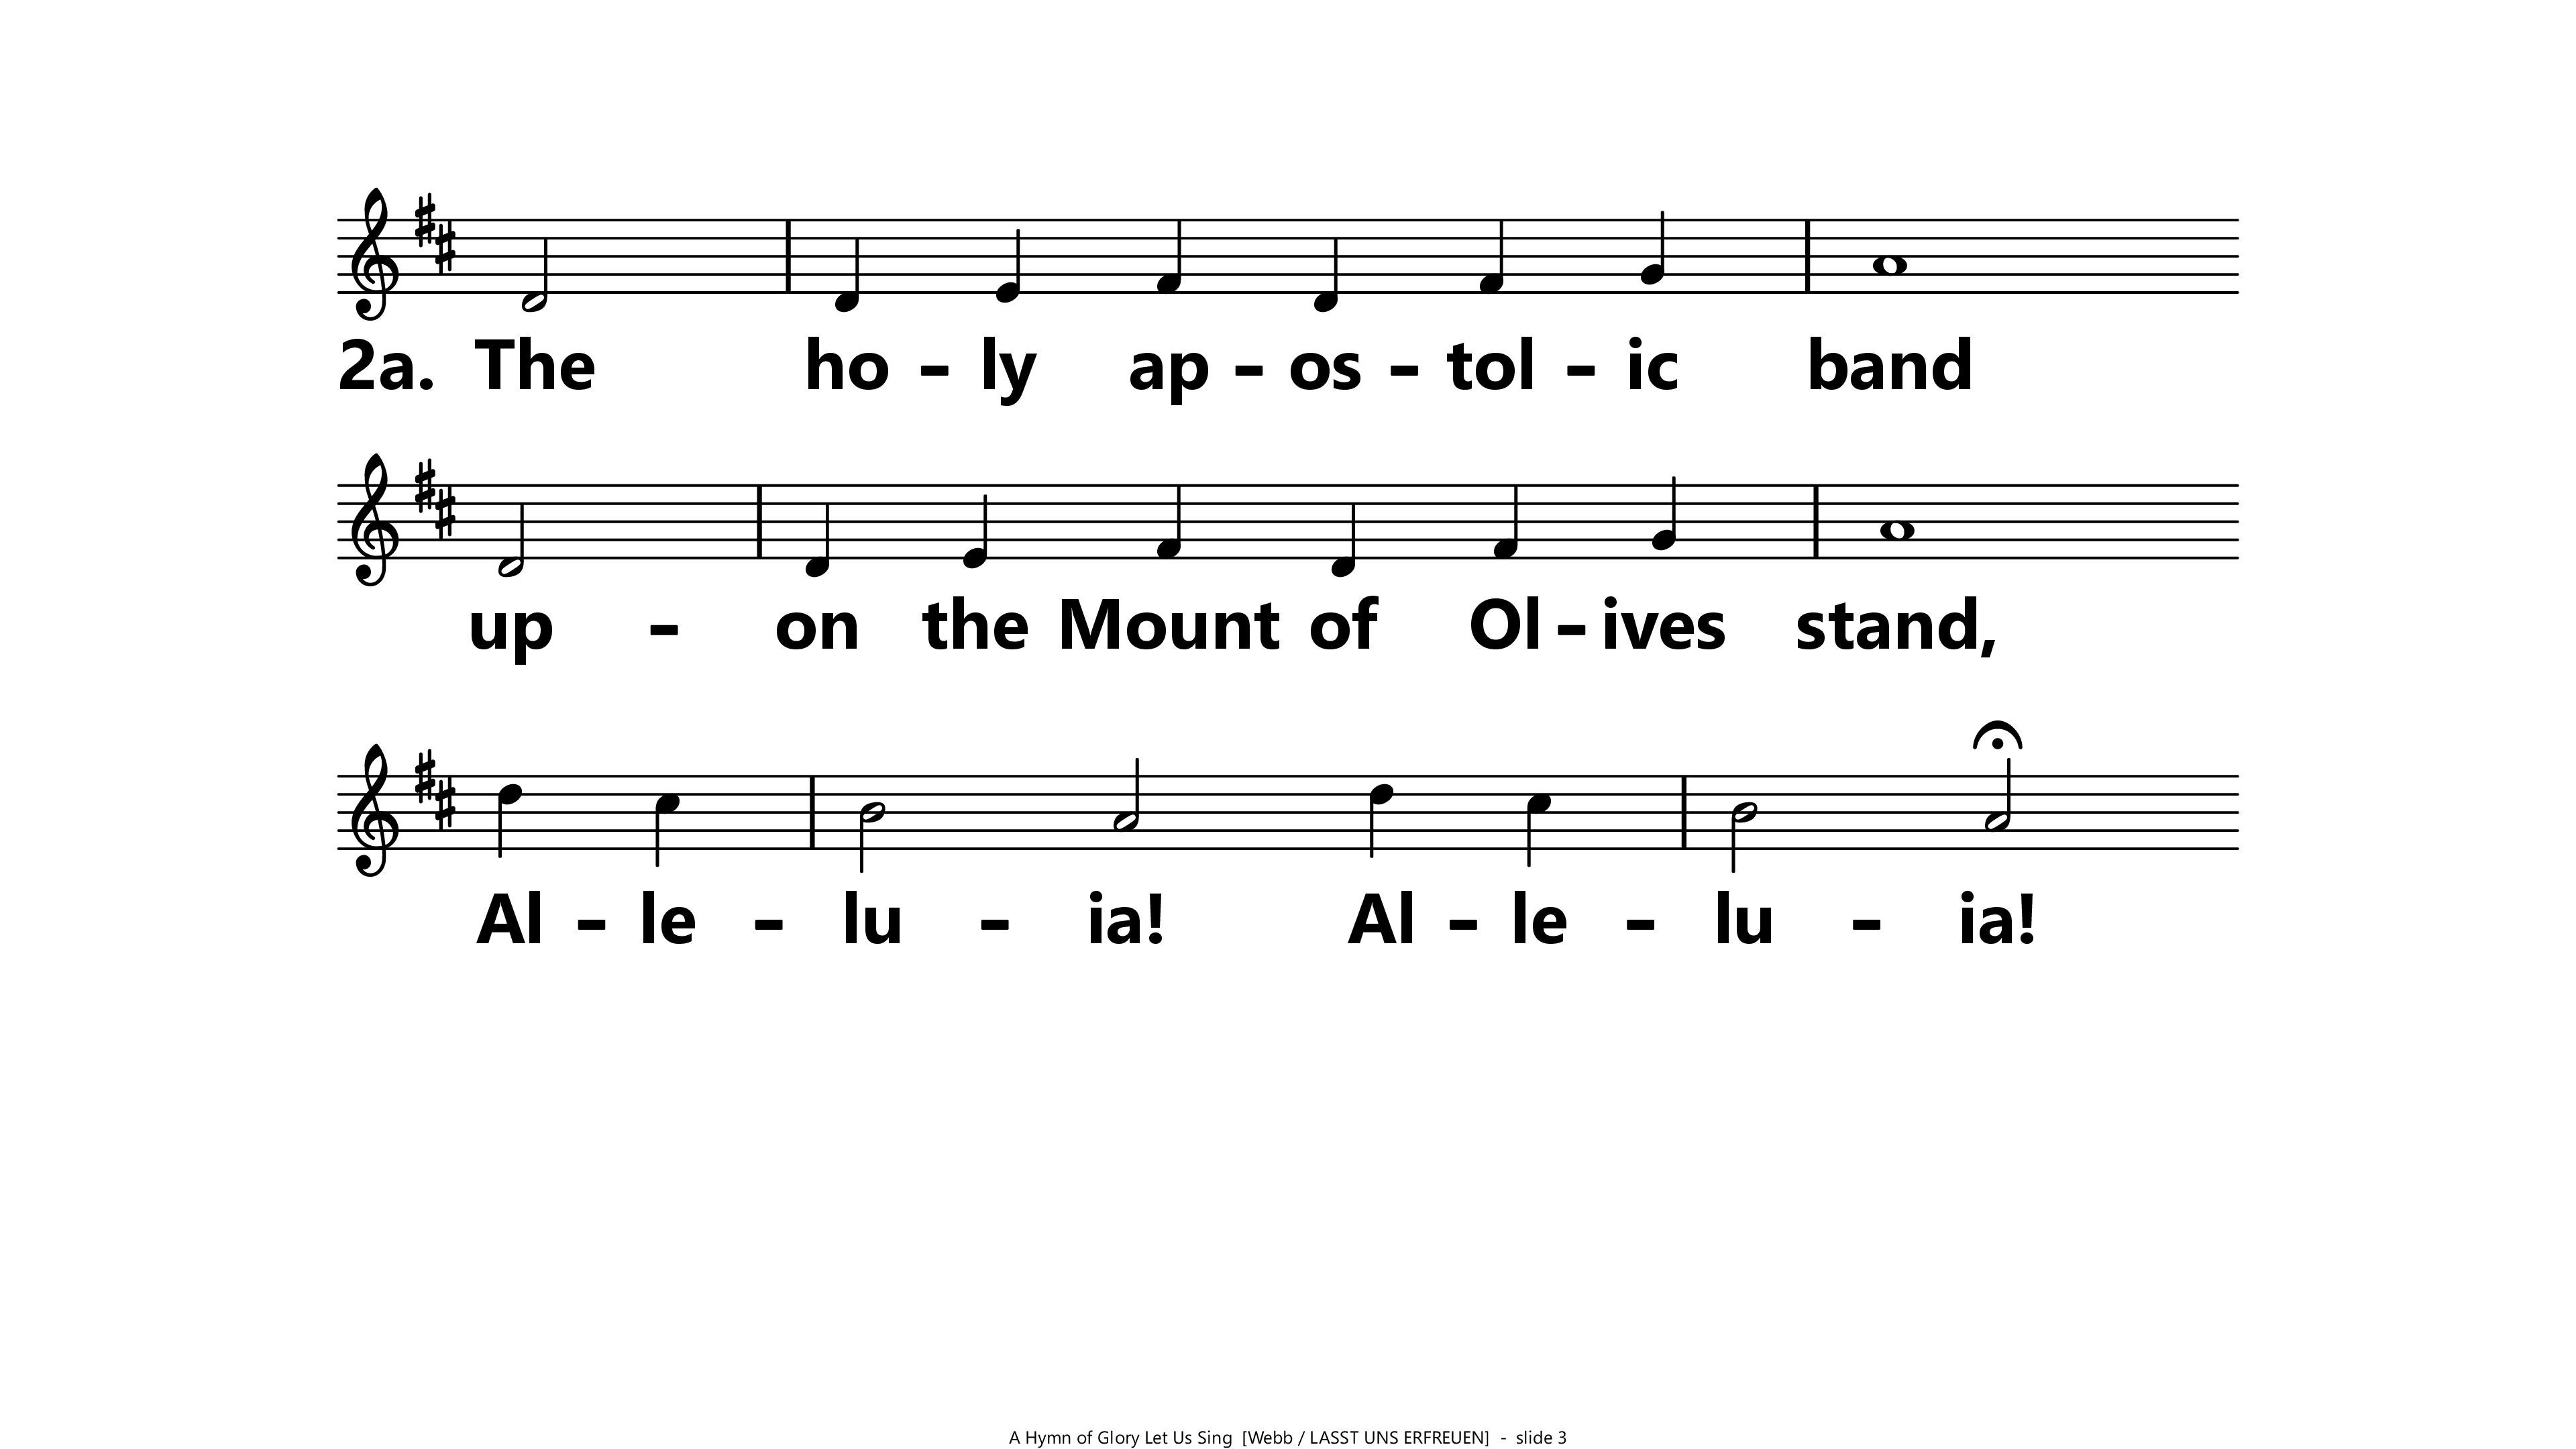 2a. The ho - ly ap - os - tol - ic band
up - on the Mount of Ol - ives stand,
Al - le - lu - ia! Al - le - lu - ia!
A Hymn of Glory Let Us Sing [Webb / LASST UNS ERFREUEN] - slide 3